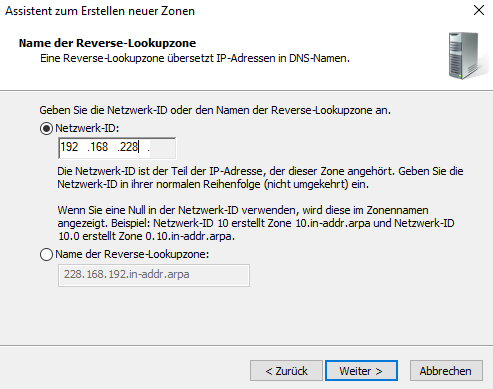 Assistent zum Erstellen neuer Zonen
Name der Reverse-Lookupzone
Eine Reverse-Lookupzone übersetzt IP-Adressen in DNS-Namen.
Geben Sie die Netzwerk-ID oder den Namen der Reverse-Lookupzone an.
Netzwerk-ID:
192 .168 .228 .
Die Netzwerk-ID ist der Teil der IP-Adresse, der dieser Zone angehört. Geben Sie die
Netzwerk-ID in ihrer normalen Reihenfolge (nicht umgekehrt) ein.
Wenn Sie eine Null in der Netzwerk-ID verwenden, wird diese im Zonennamen
angezeigt. Beispiel: Netzwerk-ID 10 erstellt Zone 10.in-addr.arpa und Netzwerk-ID
10.0 erstellt Zone 0.10.in-addr.arpa.
Name der Reverse-Lookupzone:
228.168.192.in-addr.arpa
< Zurück Weiter > Abbrechen